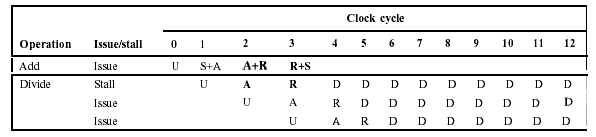 Clock cycle
Operation Issue/stall 0 1 2 3 4 5 6 7 8 9 10 11 12
Add Issue U S+A A+R R+S
Divide Stall U A R D D D D D D D D D
Issue U A R D D D D D D D D
Issue U A R D D D D D D D